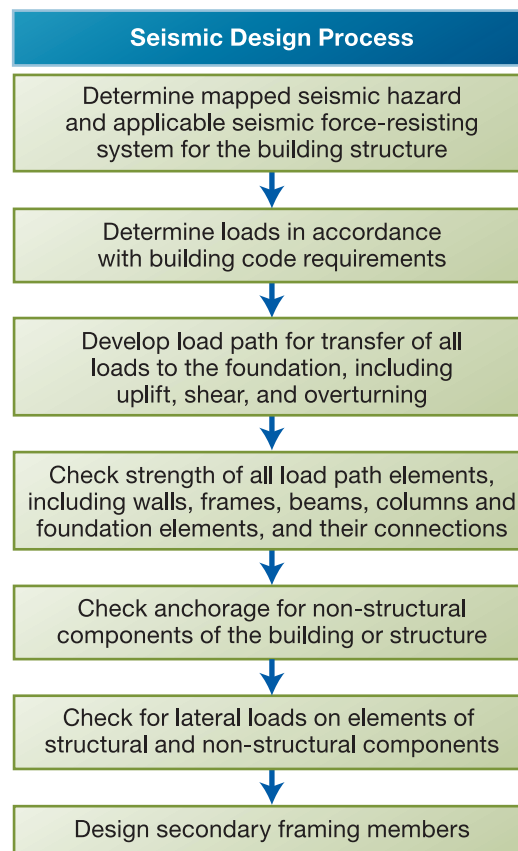 Seismic Design Process
Determine mapped seismic hazard
and applicable seismic force-resisting
system for the building structure
Determine loads in accordance
with building code requirements
Develop load path for transfer of all
loads to the foundation, including
uplift, shear, and overturning
Check strength of all load path elements,
including walls, frames, beams, columns and
foundation elements, and their connections
Check anchorage for non-structural
components of the building or structure
Check for lateral loads on elements of
structural and non-structural components
Design secondary framing members